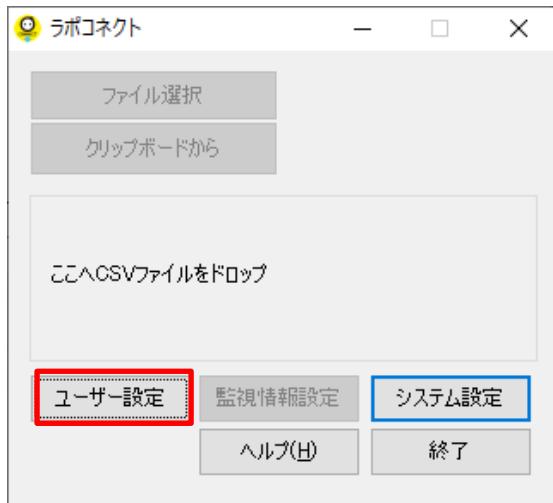 ラポコネクト
ファイル選択
クリップボードから
ここへCSVファイルをドロップ
ユーザー設定
監視情報設定
システム設定
ヘルプ(H)
終了